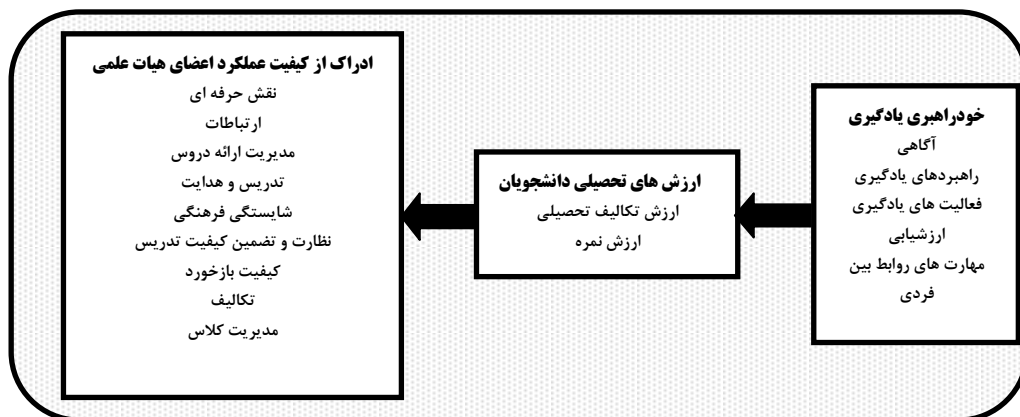 خودراهبری یادگیری
آگاهی
راهبردهای یادگیری
فعالیت های یادگیری
ارزشیابی
مهارت های روابط بین
فردی
ارزش های تحصیلی دانشجویان
ارزش تکالیف تحصیلی
ارزش نمره
ادراک از کیفیت عملکرد اعضای هیات علمی
نقش حرفه ای
ارتباطات
مدیریت ارائه دروس
تدریس و هدایت
شایستگی فرهنگی
نظارت و تضمین کیفیت تدریس
کیفیت بازخورد
تکالیف
مدیریت کلاس